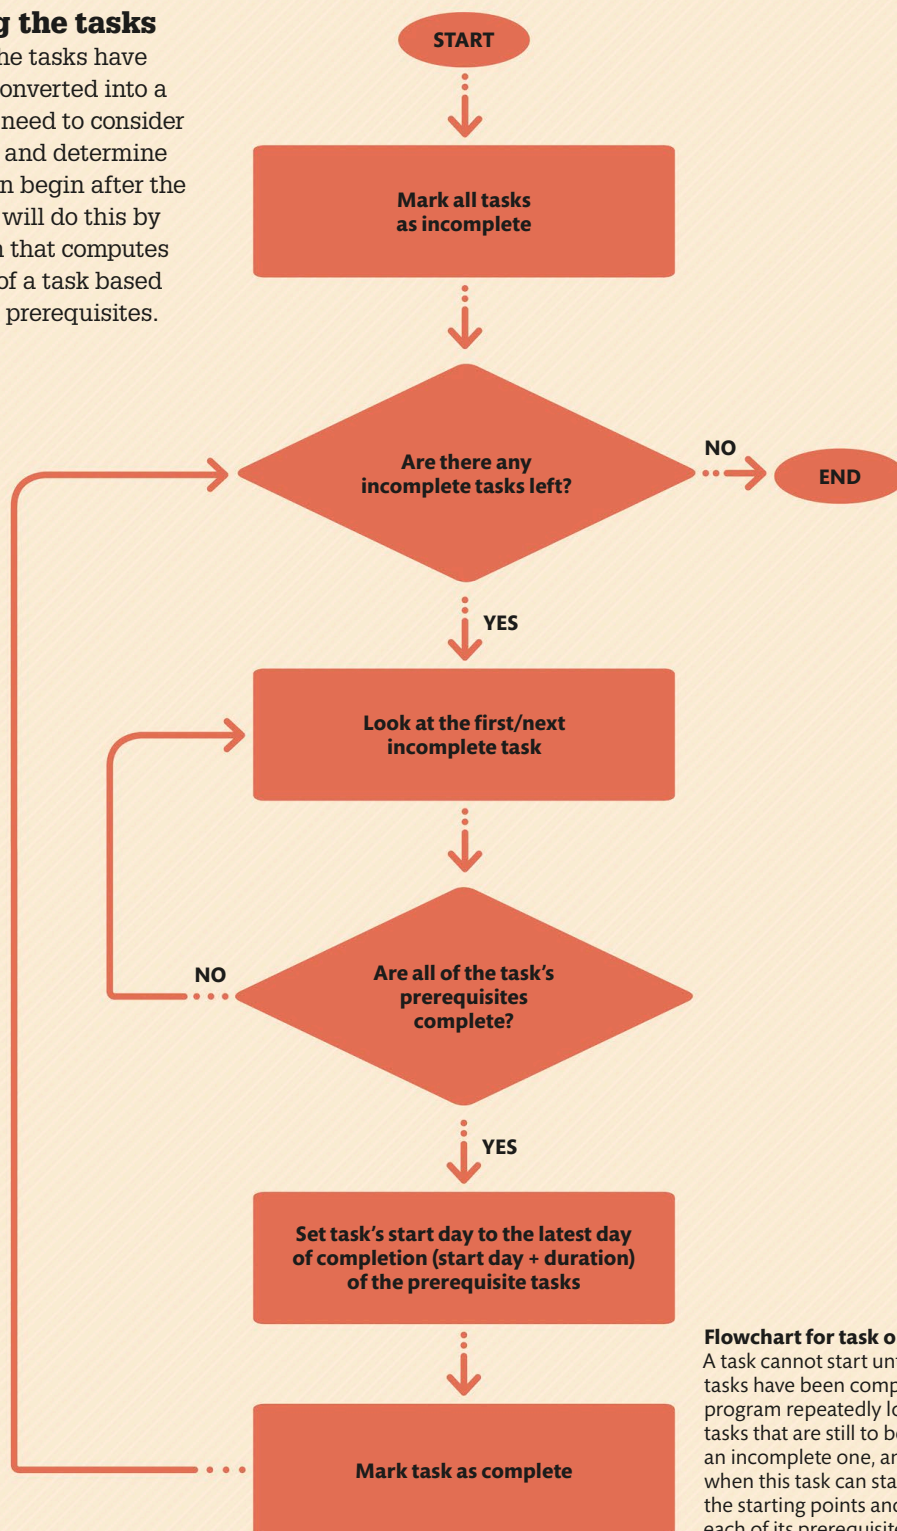 g the tasks
he tasks have
onverted into a
need to consider
and determine
n begin after the
will do this by
that computes
of a task based
prerequisites.
START
Mark all tasks
as incomplete
Are there any
incomplete tasks left?
NO
END
YES
Look at the first/next
incomplete task
Are all of the task's
prerequisites
complete?
NO
YES
Set task's start day to the latest day
of completion (start day + duration)
of the prerequisite tasks
Mark task as complete
Flowchart for task o
A task cannot start unt
tasks have been comp
program repeatedly lo
tasks that are still to b
an incomplete one, an
when this task can sta
the starting points and
each of its prerequisite